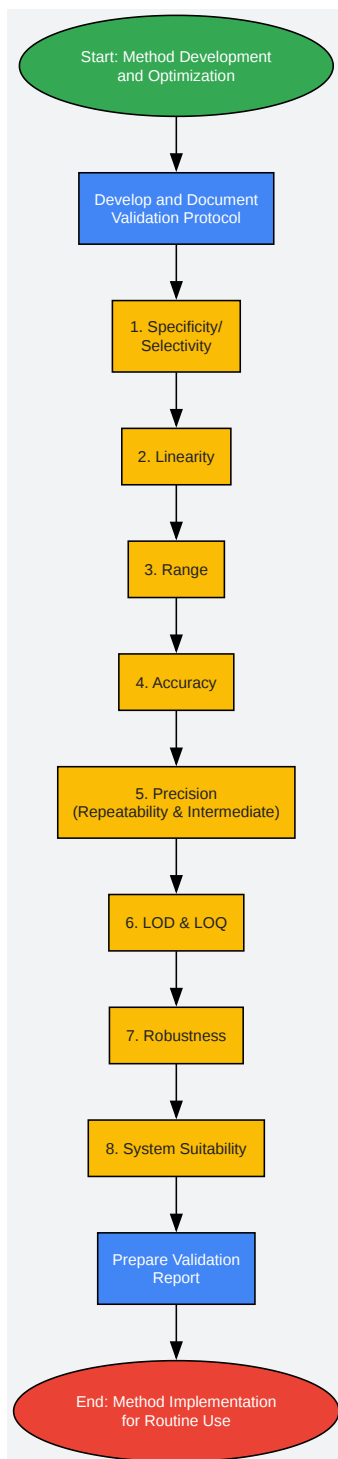 Start: Method Development
and Optimization
Develop and Document
Validation Protocol
1. Specificity/
Selectivity
2. Linearity
3. Range
4. Accuracy
5. Precision
(Repeatability & Intermediate)
6. LOD & LOQ
7. Robustness
8. System Suitability
Prepare Validation
Report
End: Method Implementation
for Routine Use